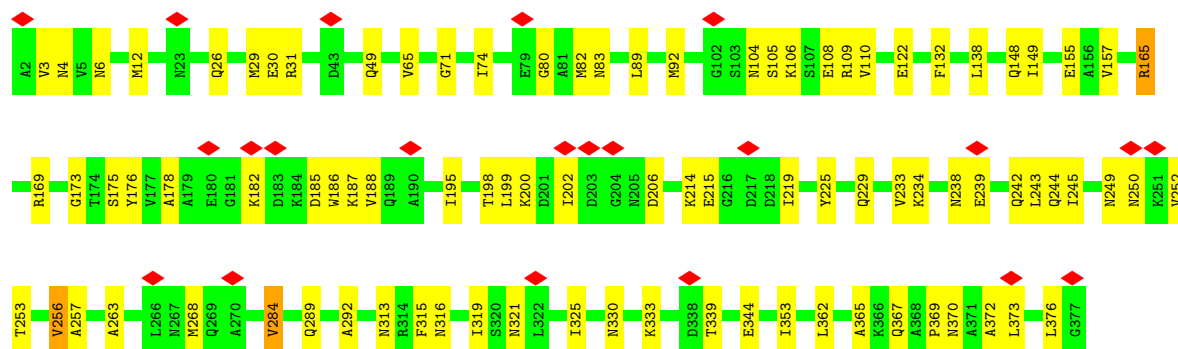 A2 V3 N4 V5 N6 M12 N23 Q26 M29 E30 R31 D43 Q49 V65 G71 I74 E79 G80 A81 M82 N83 L89 M92 G102 S103 N104 S105 K106 S107 E108 R109 V110 E122 F132 L138 Q148 I149 E155 A156 V157 R165
R169 G173 T174 S175 Y176 V177 A178 A179 E180 G181 K182 D183 K184 D185 W186 K187 V188 Q189 A190 I195 T198 L199 K200 D201 I202 D203 G204 N205 D206 K214 E215 G216 D217 D218 I219 Y225 Q229 V233 K234 N238 E239 Q242 L243 Q244 I245 N249 N250 K251 V252
T253 V256 A257 A263 L266 N267 M268 Q269 A270 V284 Q289 A292 N313 R314 F315 N316 I319 S320 N321 L322 I325 N330 K333 D338 T339 E344 I353 L362 A365 K366 Q367 A368 P369 N370 A371 A372 L373 L376 G377